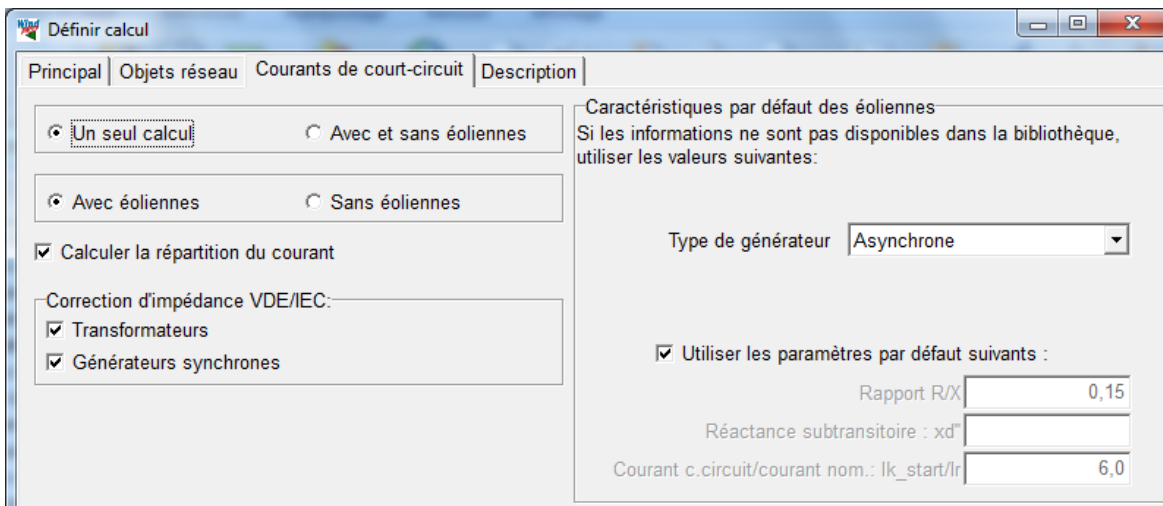 Wind
Définir calcul
Principal
Objets réseau
Courants de court-circuit
Description
Un seul calcul
Avec et sans éoliennes
Avec éoliennes
Sans éoliennes
Calculer la répartition du courant
Correction d'impédance VDE/IEC:
Transformateurs
Générateurs synchrones
Caractéristiques par défaut des éoliennes
Si les informations ne sont pas disponibles dans la bibliothèque,
utiliser les valeurs suivantes:
Type de générateur Asynchrone
Utiliser les paramètres par défaut suivants :
Rapport R/X 0,15
Réactance subtransitoire : xd"
Courant c.circuit/courant nom.: Ik_start/Ir 6,0